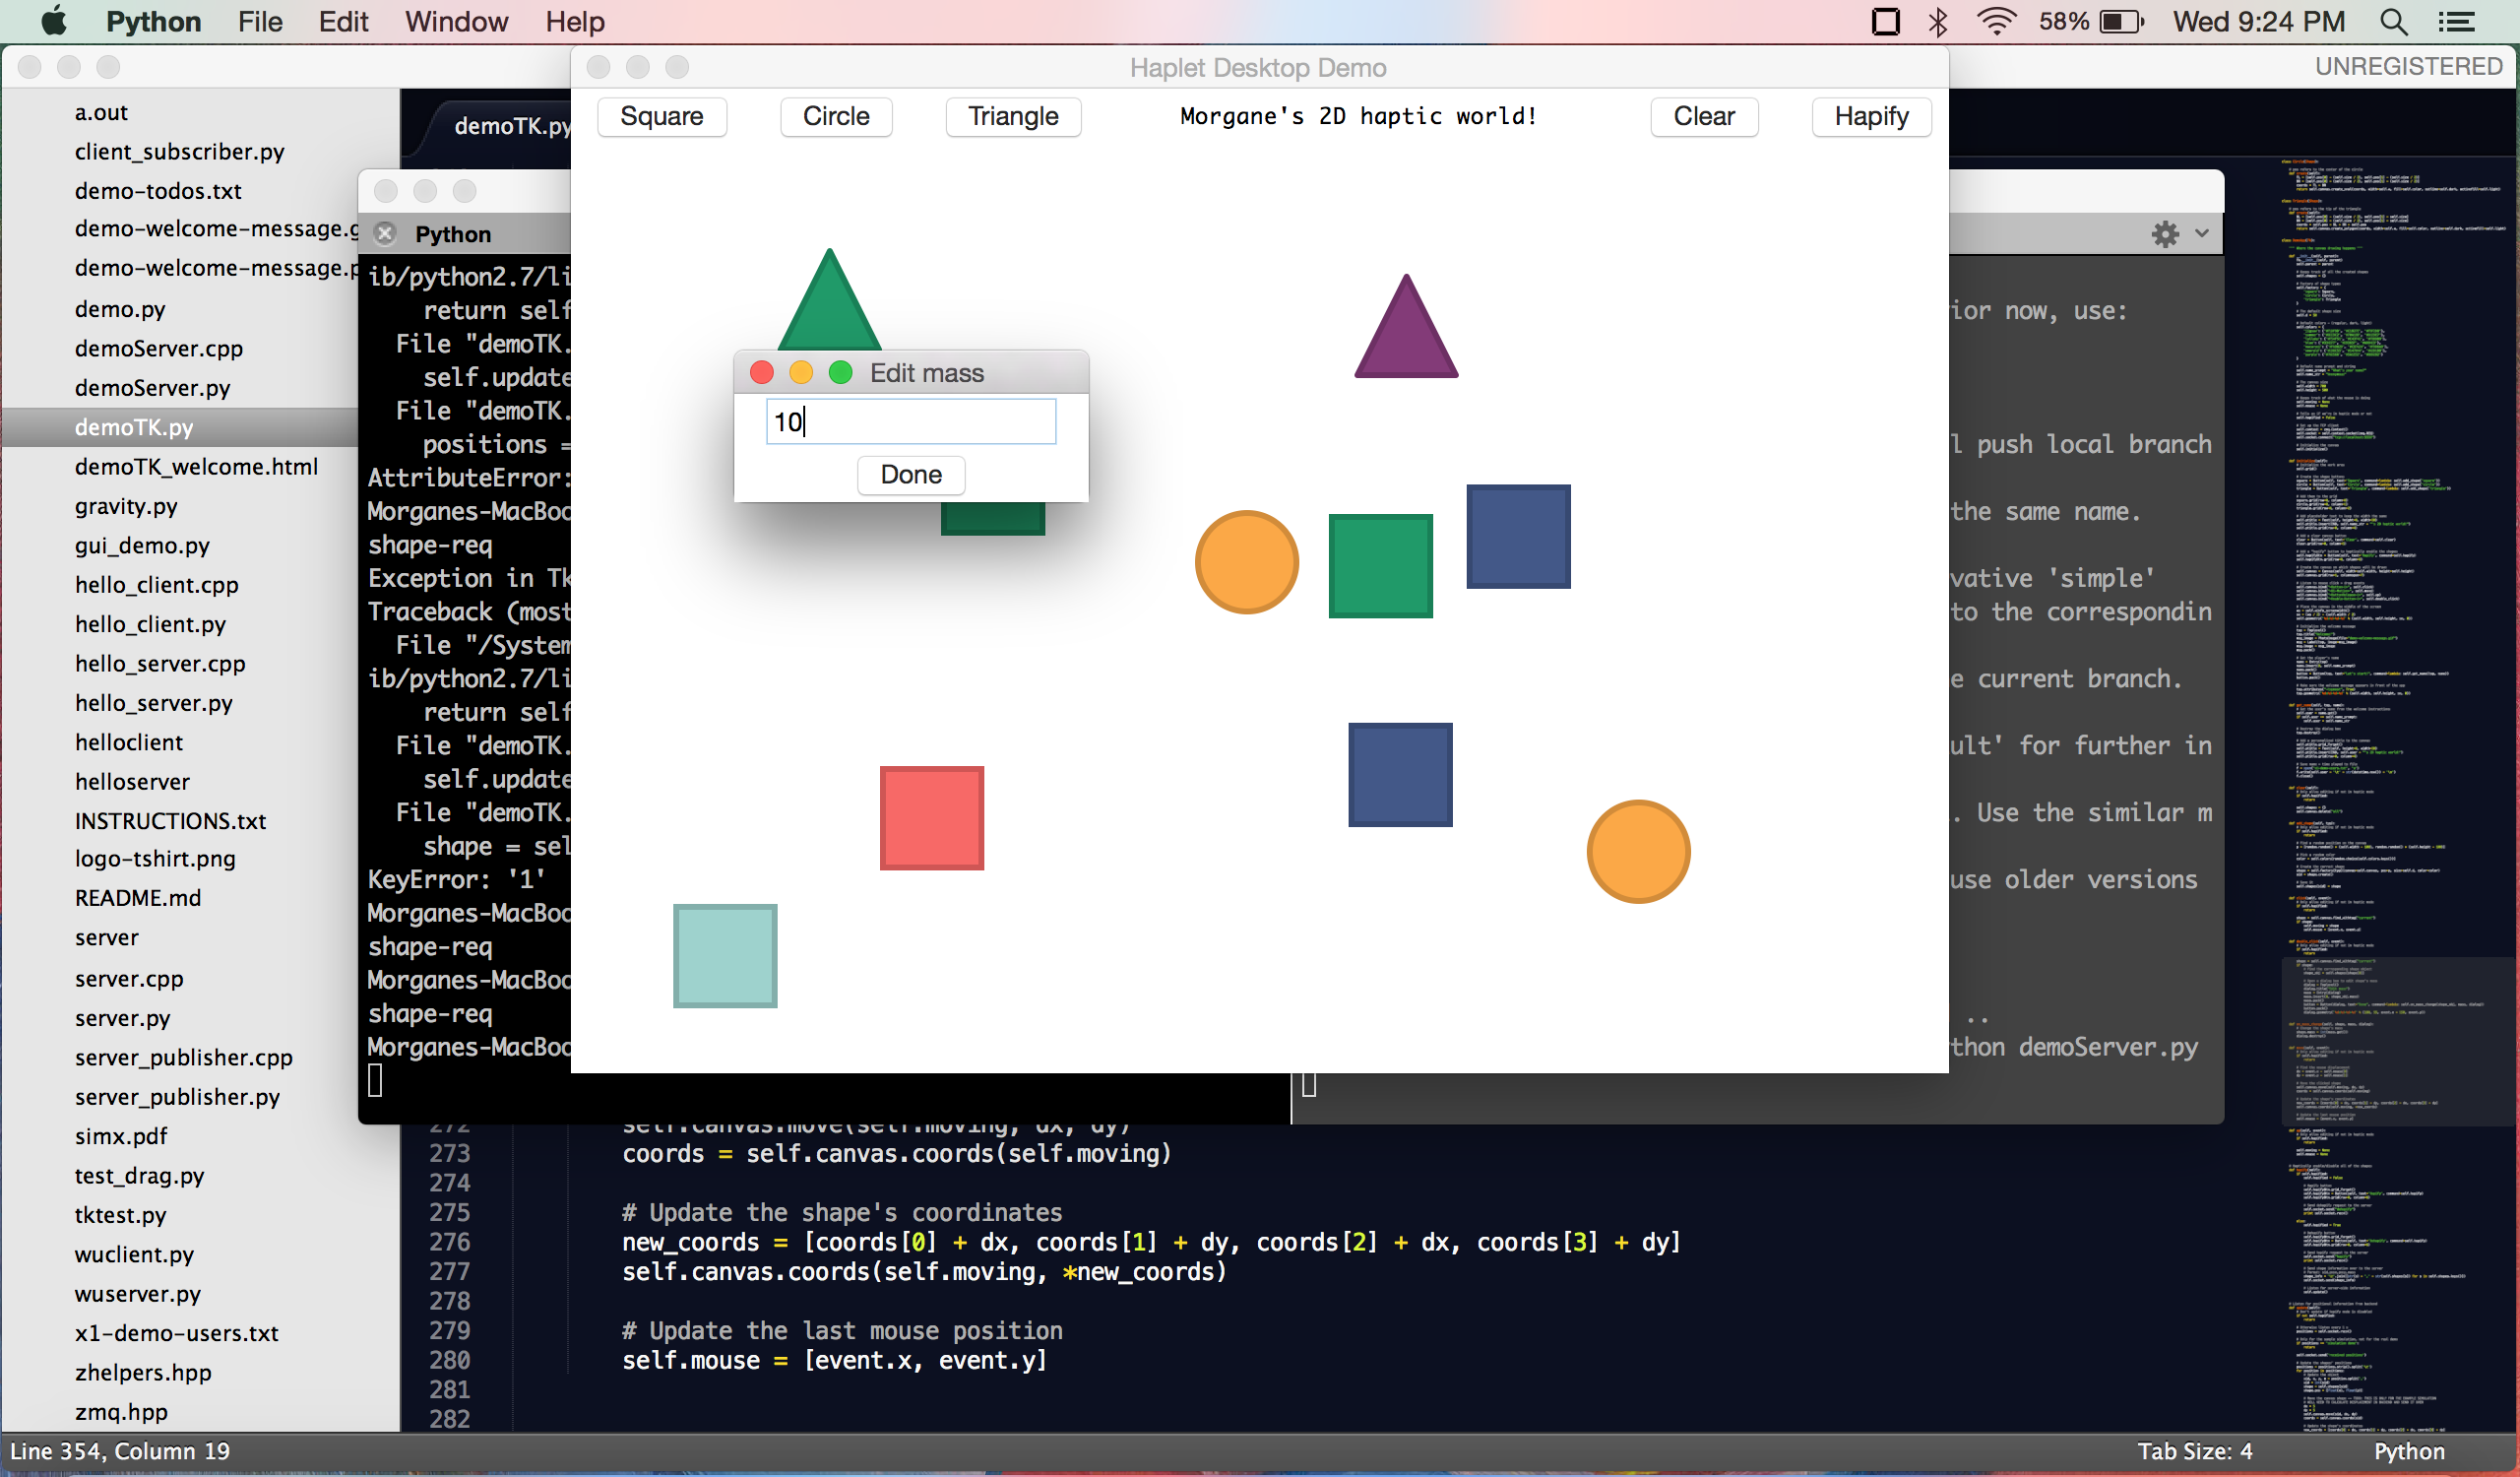 Python File Edit Window Help 58% Wed 9:24 PM
UNREGISTERED
a.out
client_subscriber.py
demo-todos.txt
demo-welcome-message.g
demo-welcome-message.p
demo.py
demoServer.cpp
demoServer.py
demoTK.py
demoTK_welcome.html
gravity.py
gui_demo.py
hello_client.cpp
hello_client.py
hello_server.cpp
hello_server.py
helloclient
helloserver
INSTRUCTIONS.txt
logo-tshirt.png
README.md
server
server.cpp
server.py
server_publisher.cpp
server_publisher.py
simx.pdf
test_drag.py
tktest.py
wuclient.py
wuserver.py
x1-demo-users.txt
zhelpers.hpp
zmq.hpp
demoTK.py
Haplet Desktop Demo
Square Circle Triangle Morgane's 2D haptic world! Clear Hapify
Edit mass
10
Done
Python
ib/python2.7/li
return self
File "demoTK.
self.update
File "demoTK.
positions =
AttributeError:
Morganes-MacBoo
shape-req
Exception in Tk
Traceback (most
File "/System
ib/python2.7/li
return self
File "demoTK.
self.update
File "demoTK.
shape = sel
KeyError: '1'
Morganes-MacBoo
shape-req
Morganes-MacBoo
shape-req
Morganes-MacBoo
ior now, use:
l push local branch
the same name.
vative 'simple'
to the correspondin
e current branch.
ult' for further in
. Use the similar m
use older versions
..
thon demoServer.py
272 self.canvas.move(self.moving, dx, dy)
273 coords = self.canvas.coords(self.moving)
274
275 # Update the shape's coordinates
276 new_coords = [coords[0] + dx, coords[1] + dy, coords[2] + dx, coords[3] + dy]
277 self.canvas.coords(self.moving, *new_coords)
278
279 # Update the last mouse position
280 self.mouse = [event.x, event.y]
281
282
Line 354, Column 19 Tab Size: 4 Python